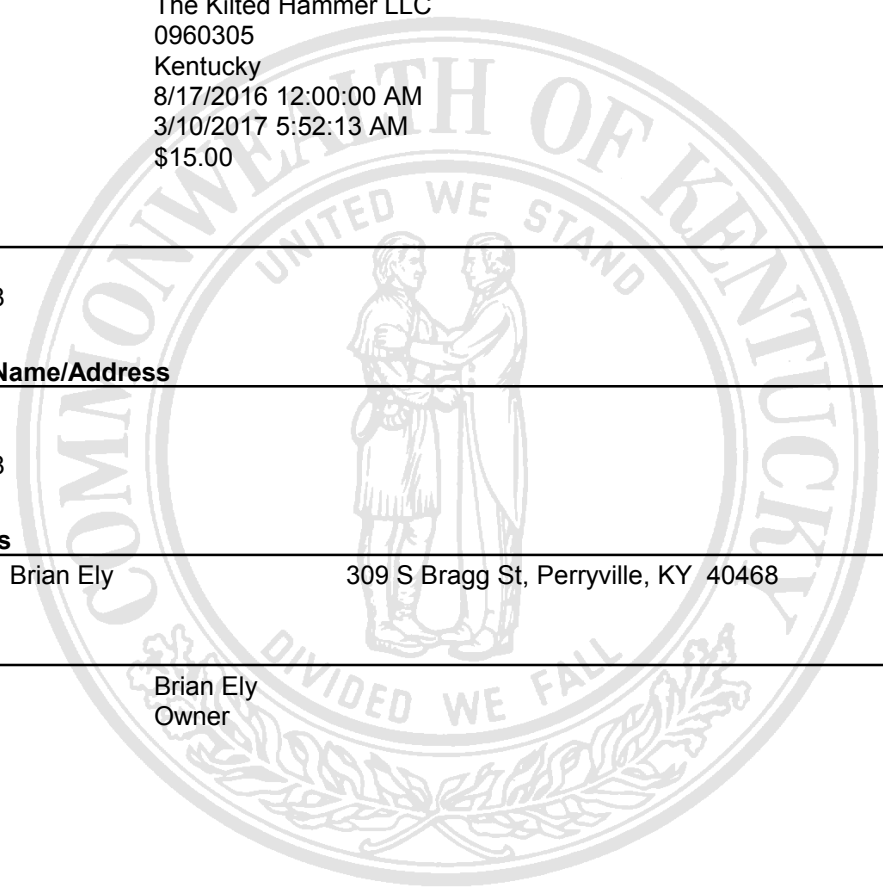 The Kilted Hammer LLC
0960305
Kentucky
8/17/2016 12:00:00 AM
3/10/2017 5:52:13 AM
$15.00
COMMONWEALTH OF KENTUCKY
UNITED WE STAND
Name/Address
Brian Ely 309 S Bragg St, Perryville, KY 40468
DIVIDED WE FALL
Brian Ely
Owner